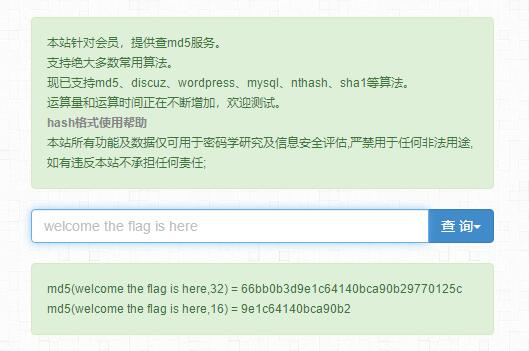 本站针对会员，提供查md5服务。
支持绝大多数常用算法。
现已支持md5、discuz、wordpress、mysql、nthash、sha1等算法。
运算量和运算时间正在不断增加，欢迎测试。
hash格式使用帮助
本站所有功能及数据仅可用于密码学研究及信息安全评估,严禁用于任何非法用途,
如有违反本站不承担任何责任;
welcome the flag is here
查 询
md5(welcome the flag is here,32) = 66bb0b3d9e1c64140bca90b29770125c
md5(welcome the flag is here,16) = 9e1c64140bca90b2